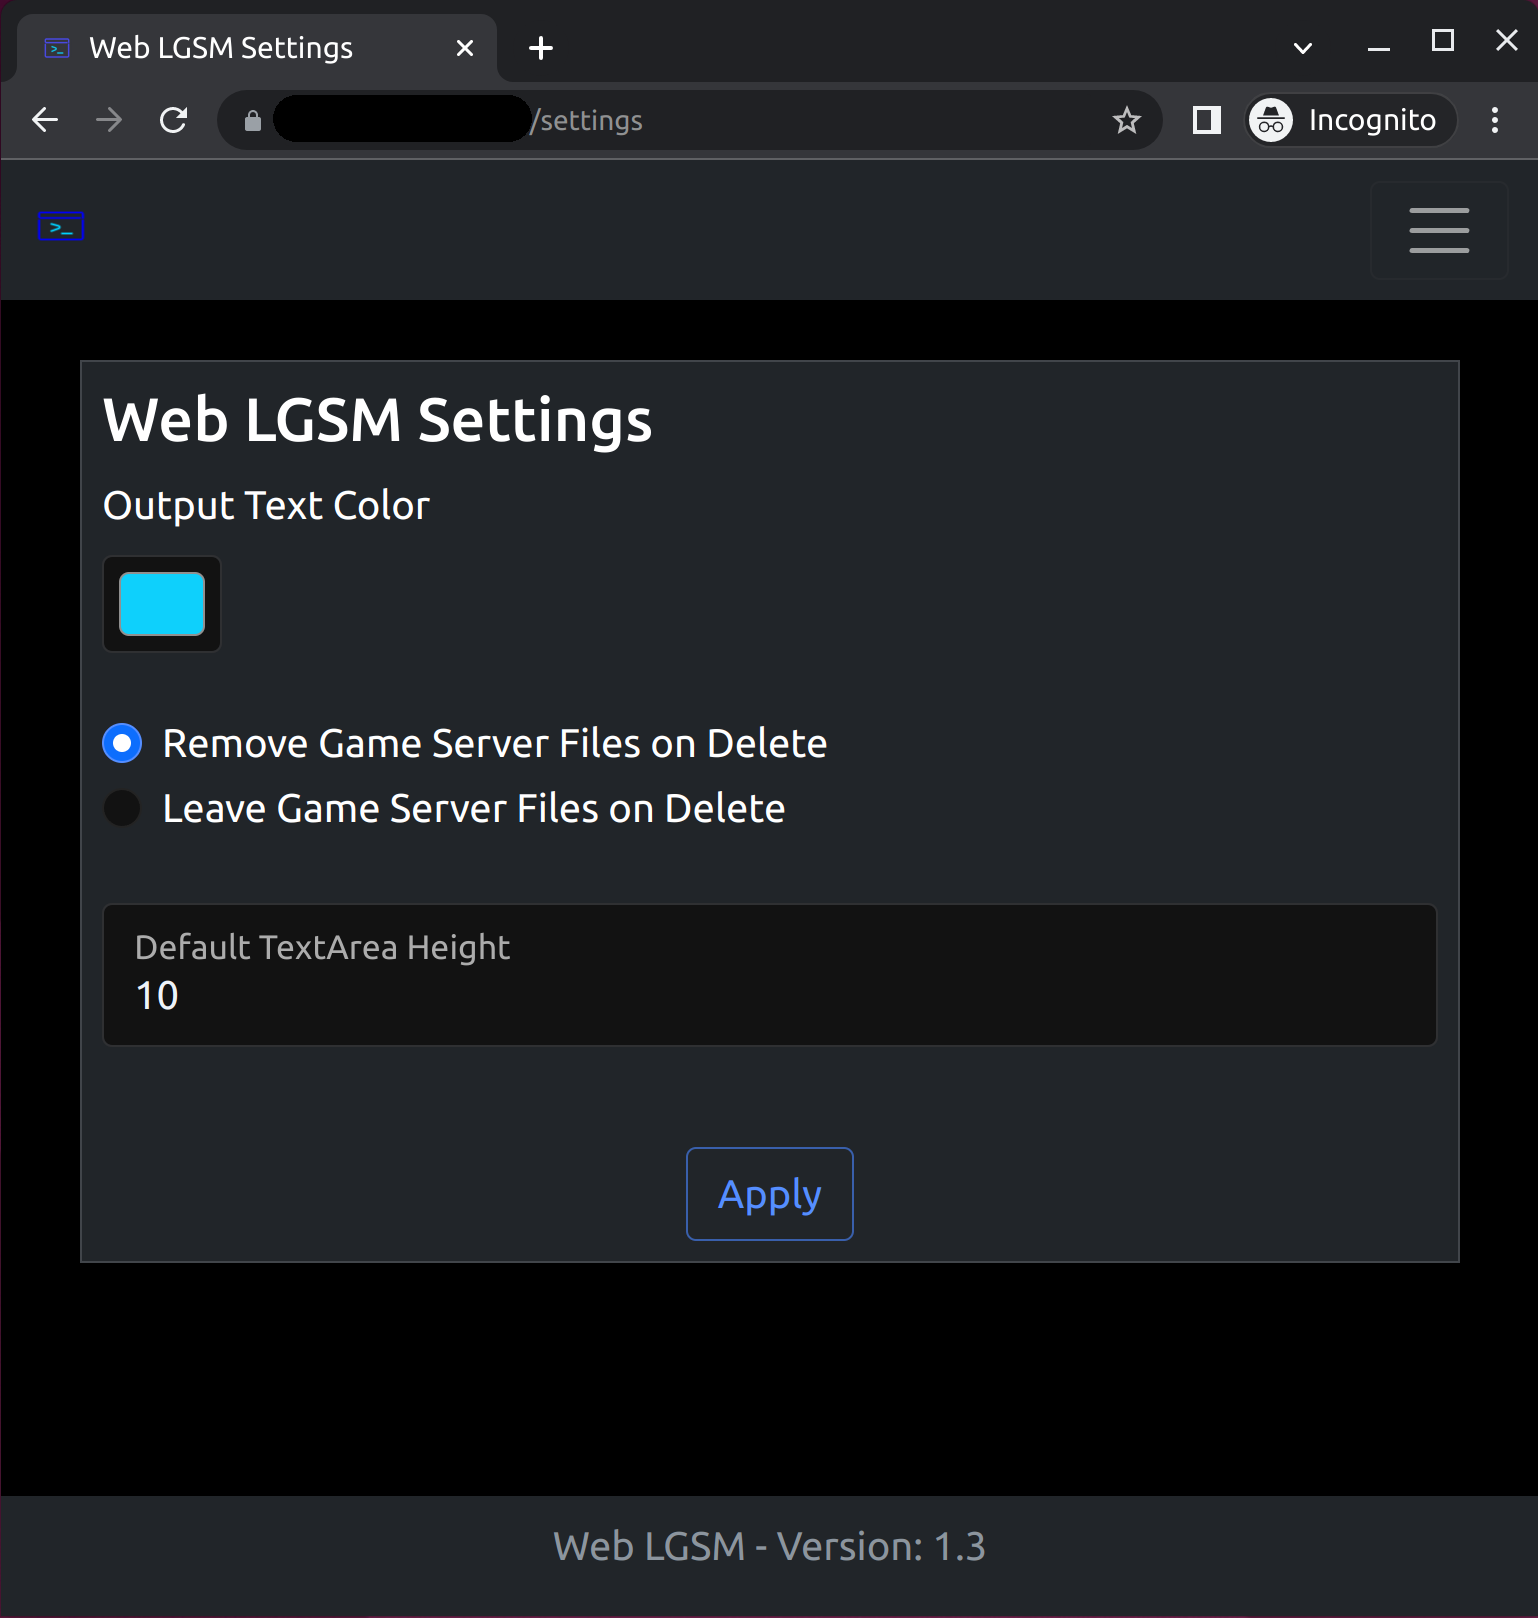 Web LGSM Settings
/settings
Incognito
>_
Web LGSM Settings
Output Text Color
Remove Game Server Files on Delete
Leave Game Server Files on Delete
Default TextArea Height
10
Apply
Web LGSM - Version: 1.3